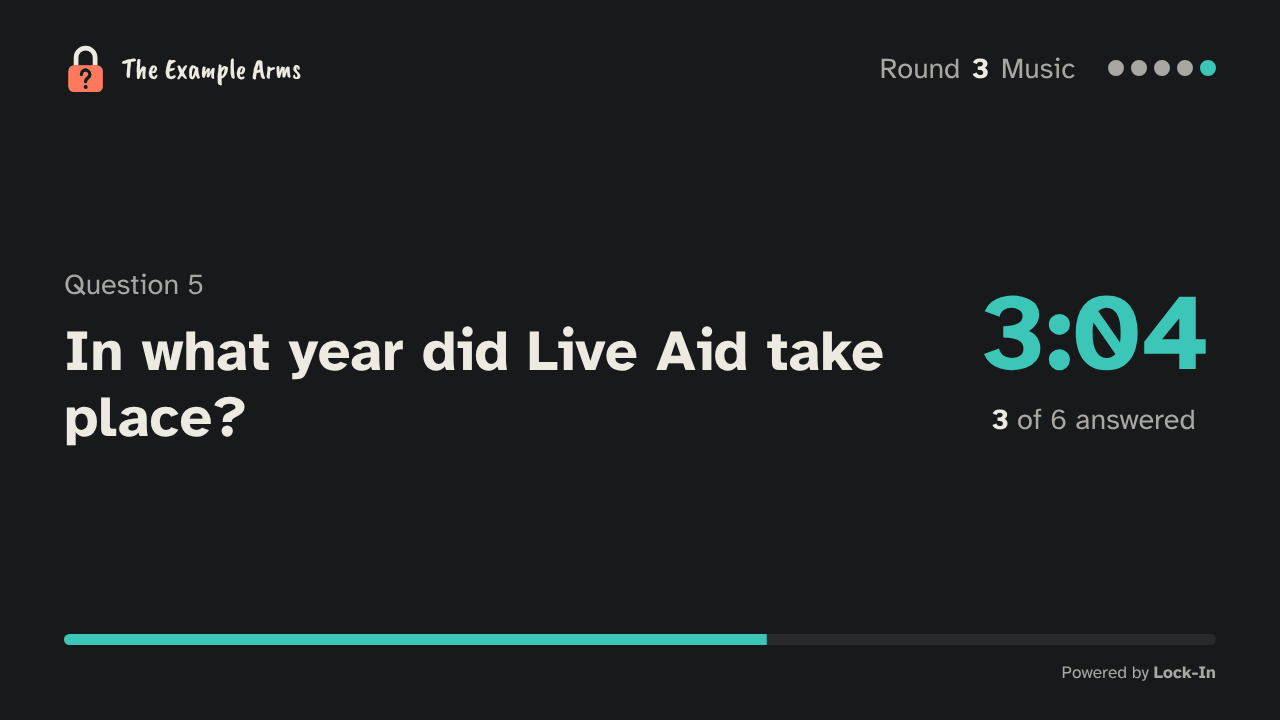 ?
The Example Arms
Round 3 Music
Question 5
In what year did Live Aid take
place?
3:04
3 of 6 answered
Powered by Lock-In